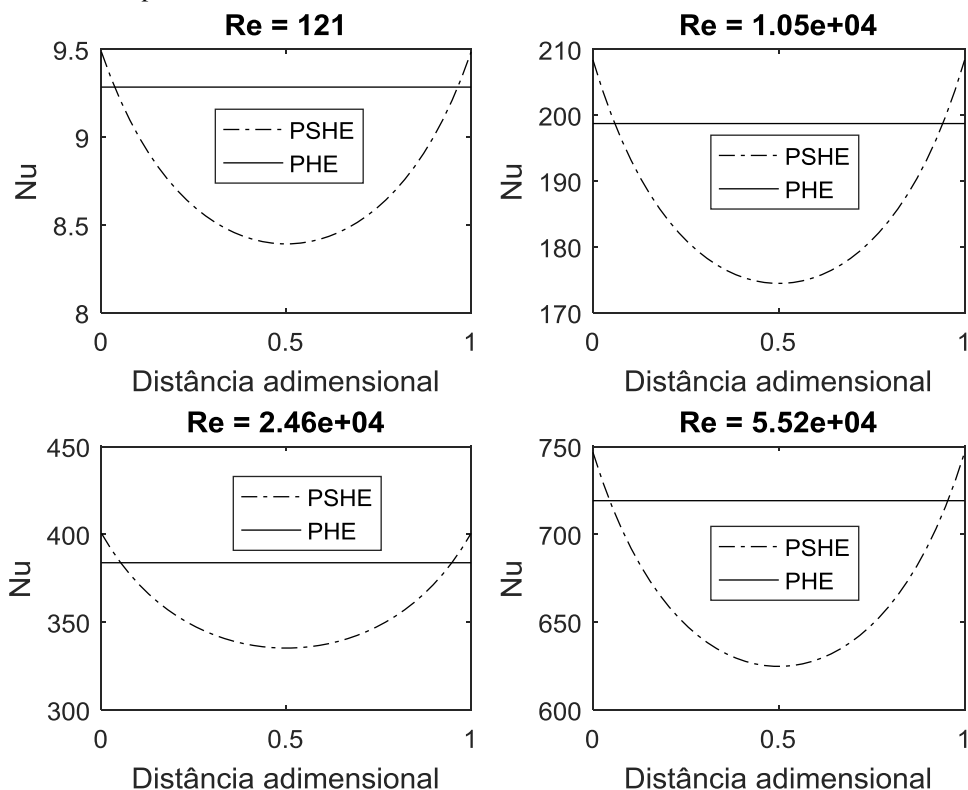 Re = 121
9.5
9
8.5
8
Nu
PSHE
PHE
0
0.5
1
Distância adimensional
Re = 1.05e+04
210
200
190
180
170
Nu
PSHE
PHE
0
0.5
1
Distância adimensional
Re = 2.46e+04
450
400
350
300
Nu
PSHE
PHE
0
0.5
1
Distância adimensional
Re = 5.52e+04
750
700
650
600
Nu
PSHE
PHE
0
0.5
1
Distância adimensional